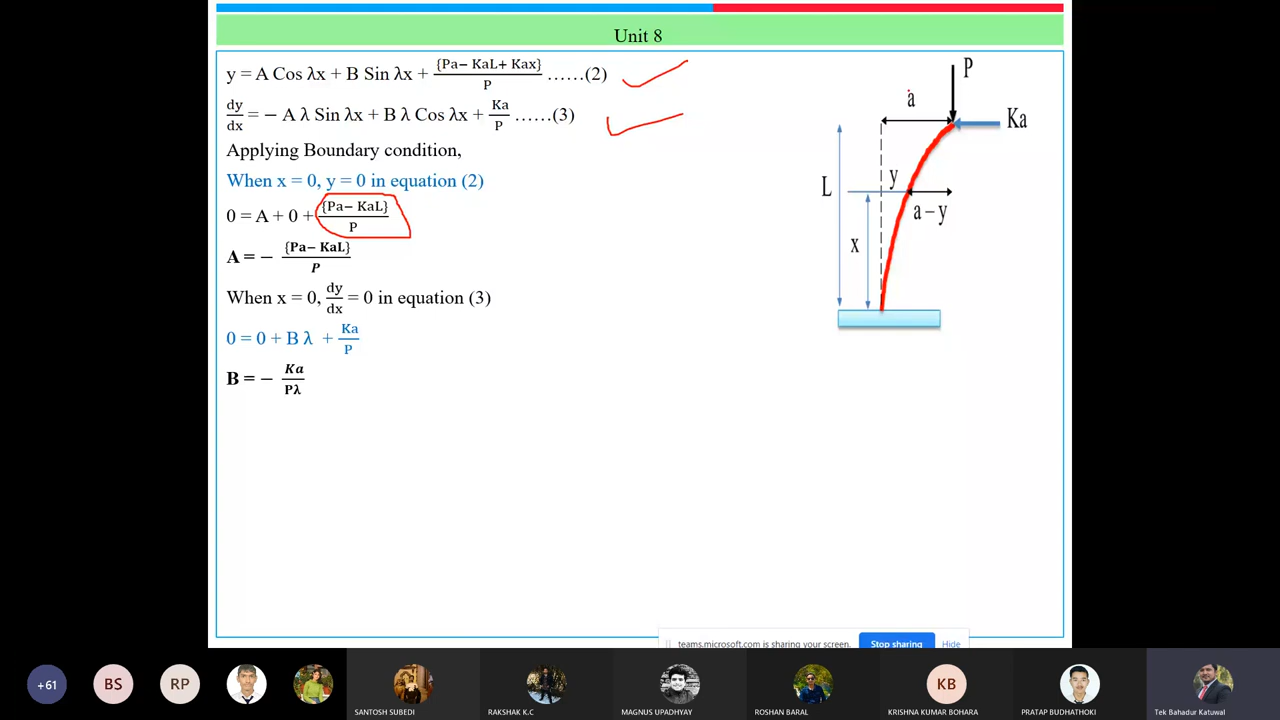 Unit 8
y = A Cos λx + B Sin λx + {Pa− KaL+ Kax}/P ……(2)
dy/dx = − A λ Sin λx + B λ Cos λx + Ka/P ……(3)
Applying Boundary condition,
When x = 0, y = 0 in equation (2)
0 = A + 0 + {Pa− KaL}/P
A = − {Pa− KaL}/P
When x = 0, dy/dx = 0 in equation (3)
0 = 0 + B λ + Ka/P
B = − Ka/Pλ
P
a
Ka
L
y
a − y
x
teams.microsoft.com is sharing your screen.
Stop sharing
Hide
+61
BS
RP
KB
SANTOSH SUBEDI
RAKSHAK K.C
MAGNUS UPADHYAY
ROSHAN BARAL
KRISHNA KUMAR BOHARA
PRATAP BUDHATHOKI
Tek Bahadur Katuwal